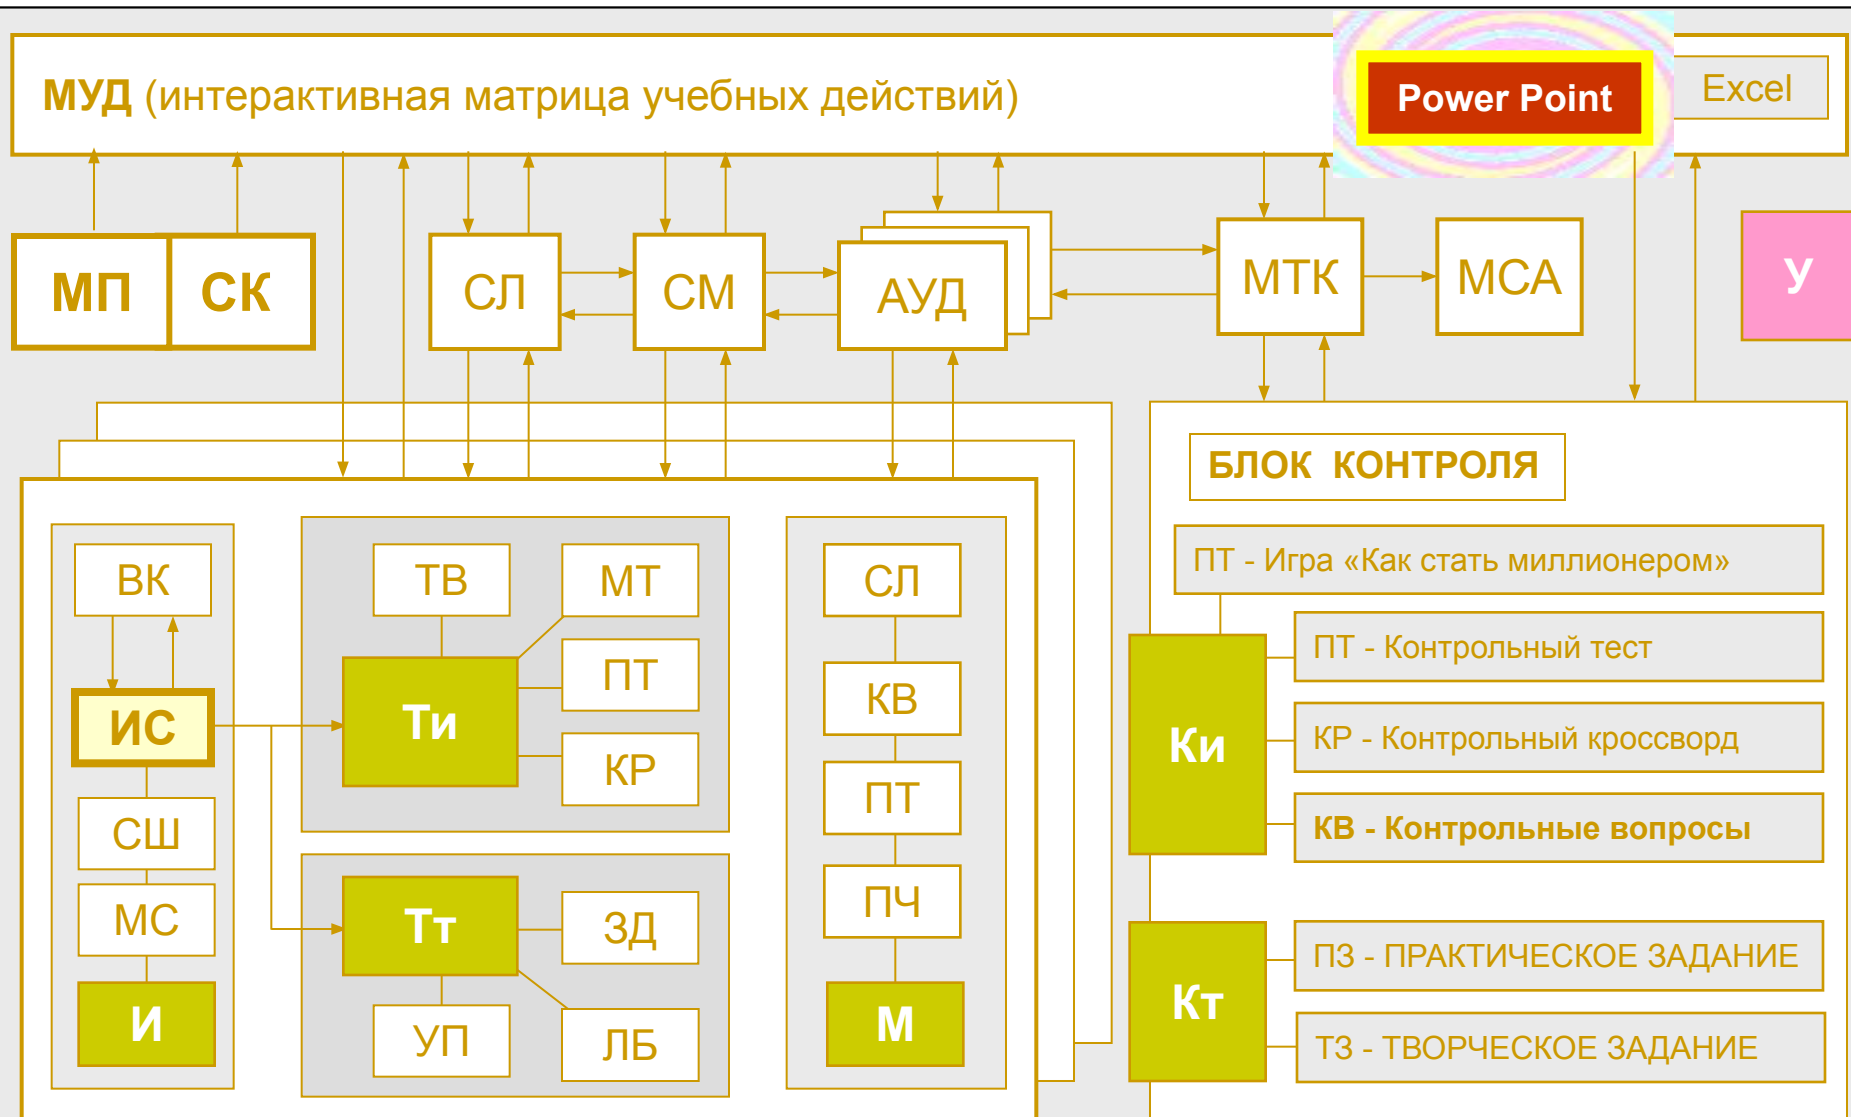 МУД (интерактивная матрица учебных действий)
Power Point
Excel
МП
СК
СЛ
СМ
АУД
МТК
МСА
У
БЛОК КОНТРОЛЯ
ПТ - Игра «Как стать миллионером»
ПТ - Контрольный тест
КР - Контрольный кроссворд
КВ - Контрольные вопросы
Ки
ПЗ - ПРАКТИЧЕСКОЕ ЗАДАНИЕ
ТЗ - ТВОРЧЕСКОЕ ЗАДАНИЕ
Кт
ВК
ИС
СШ
МС
И
ТВ
МТ
ПТ
КР
Ти
Тт
ЗД
УП
ЛБ
СЛ
КВ
ПТ
ПЧ
М